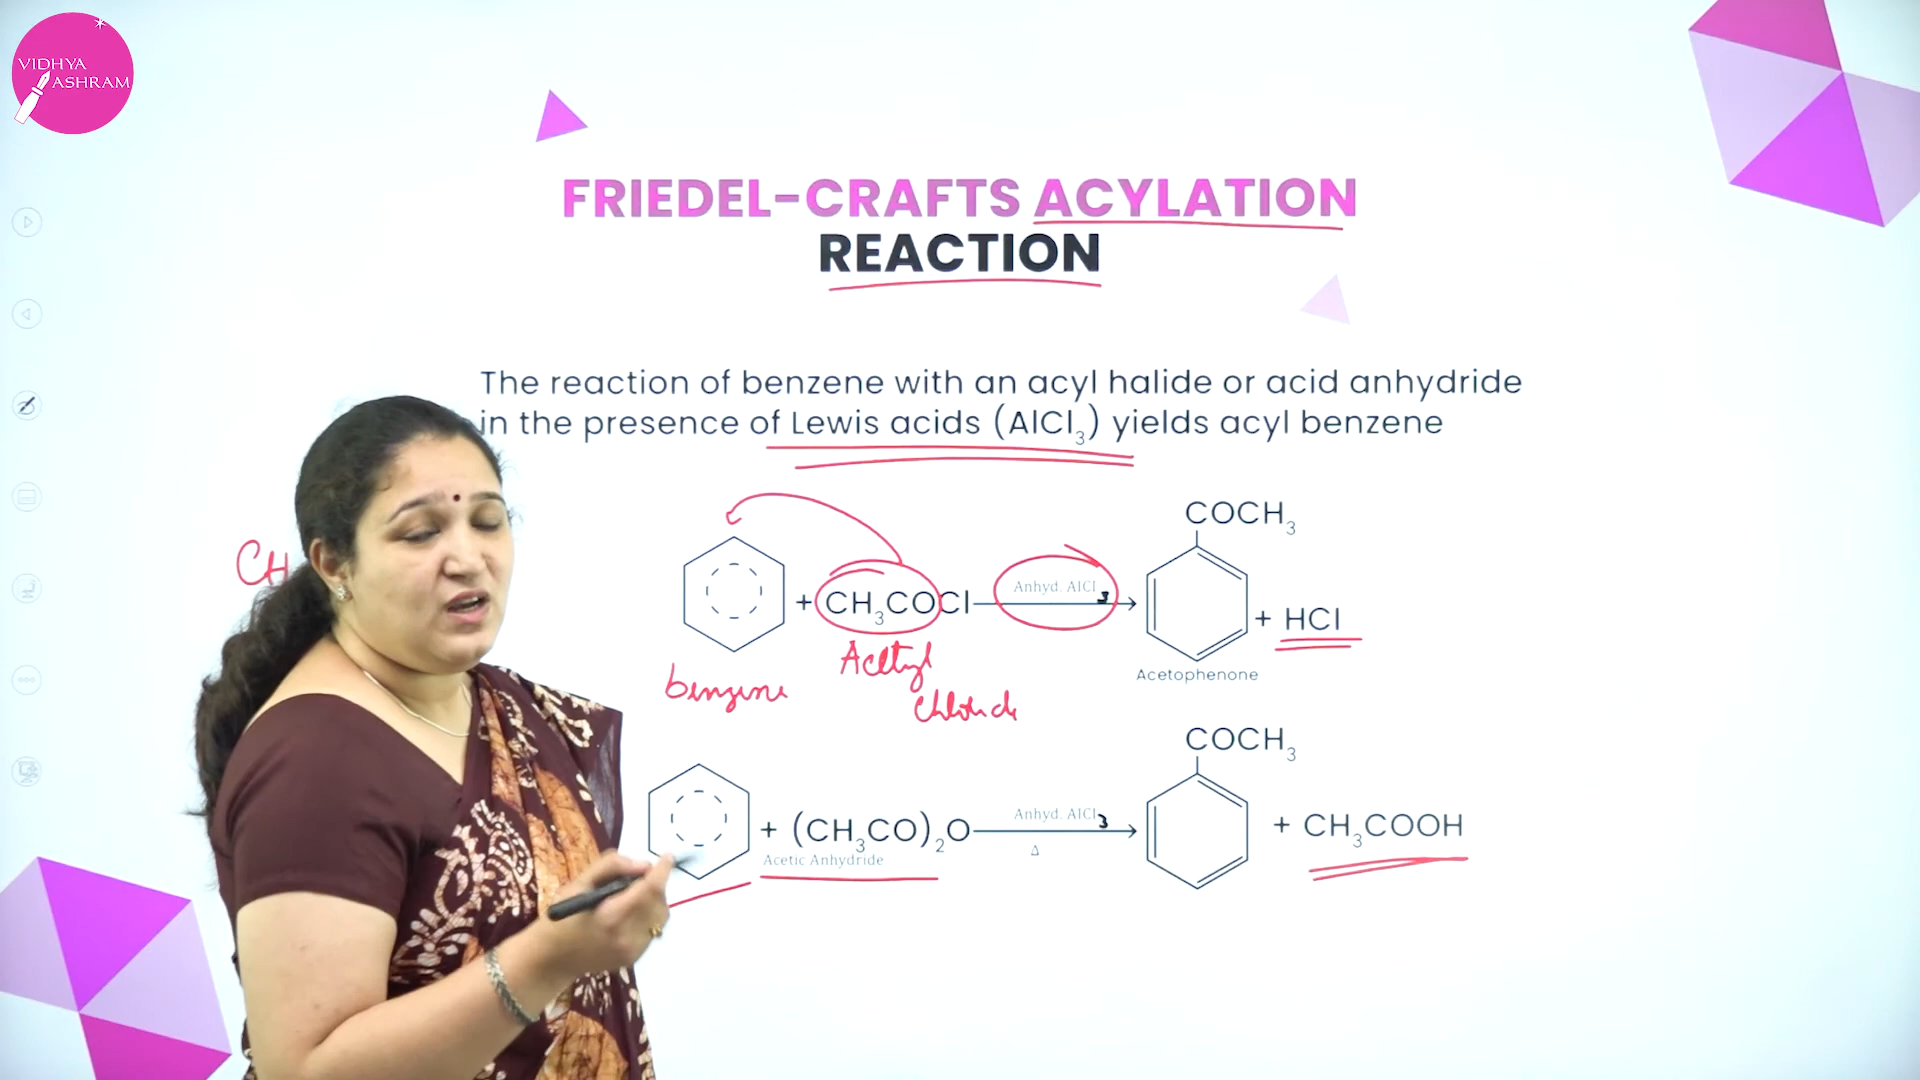 VIDHYA
ASHRAM
FRIEDEL-CRAFTS ACYLATION
REACTION
The reaction of benzene with an acyl halide or acid anhydride
in the presence of Lewis acids (AlCl₃) yields acyl benzene
COCH₃
CH
+ CH₃COCl
Anhyd. AlCl₃
+ HCl
Acetyl
Chloride
benzene
Acetophenone
COCH₃
+ (CH₃CO)₂O
Anhyd. AlCl₃
Δ
+ CH₃COOH
Acetic Anhydride